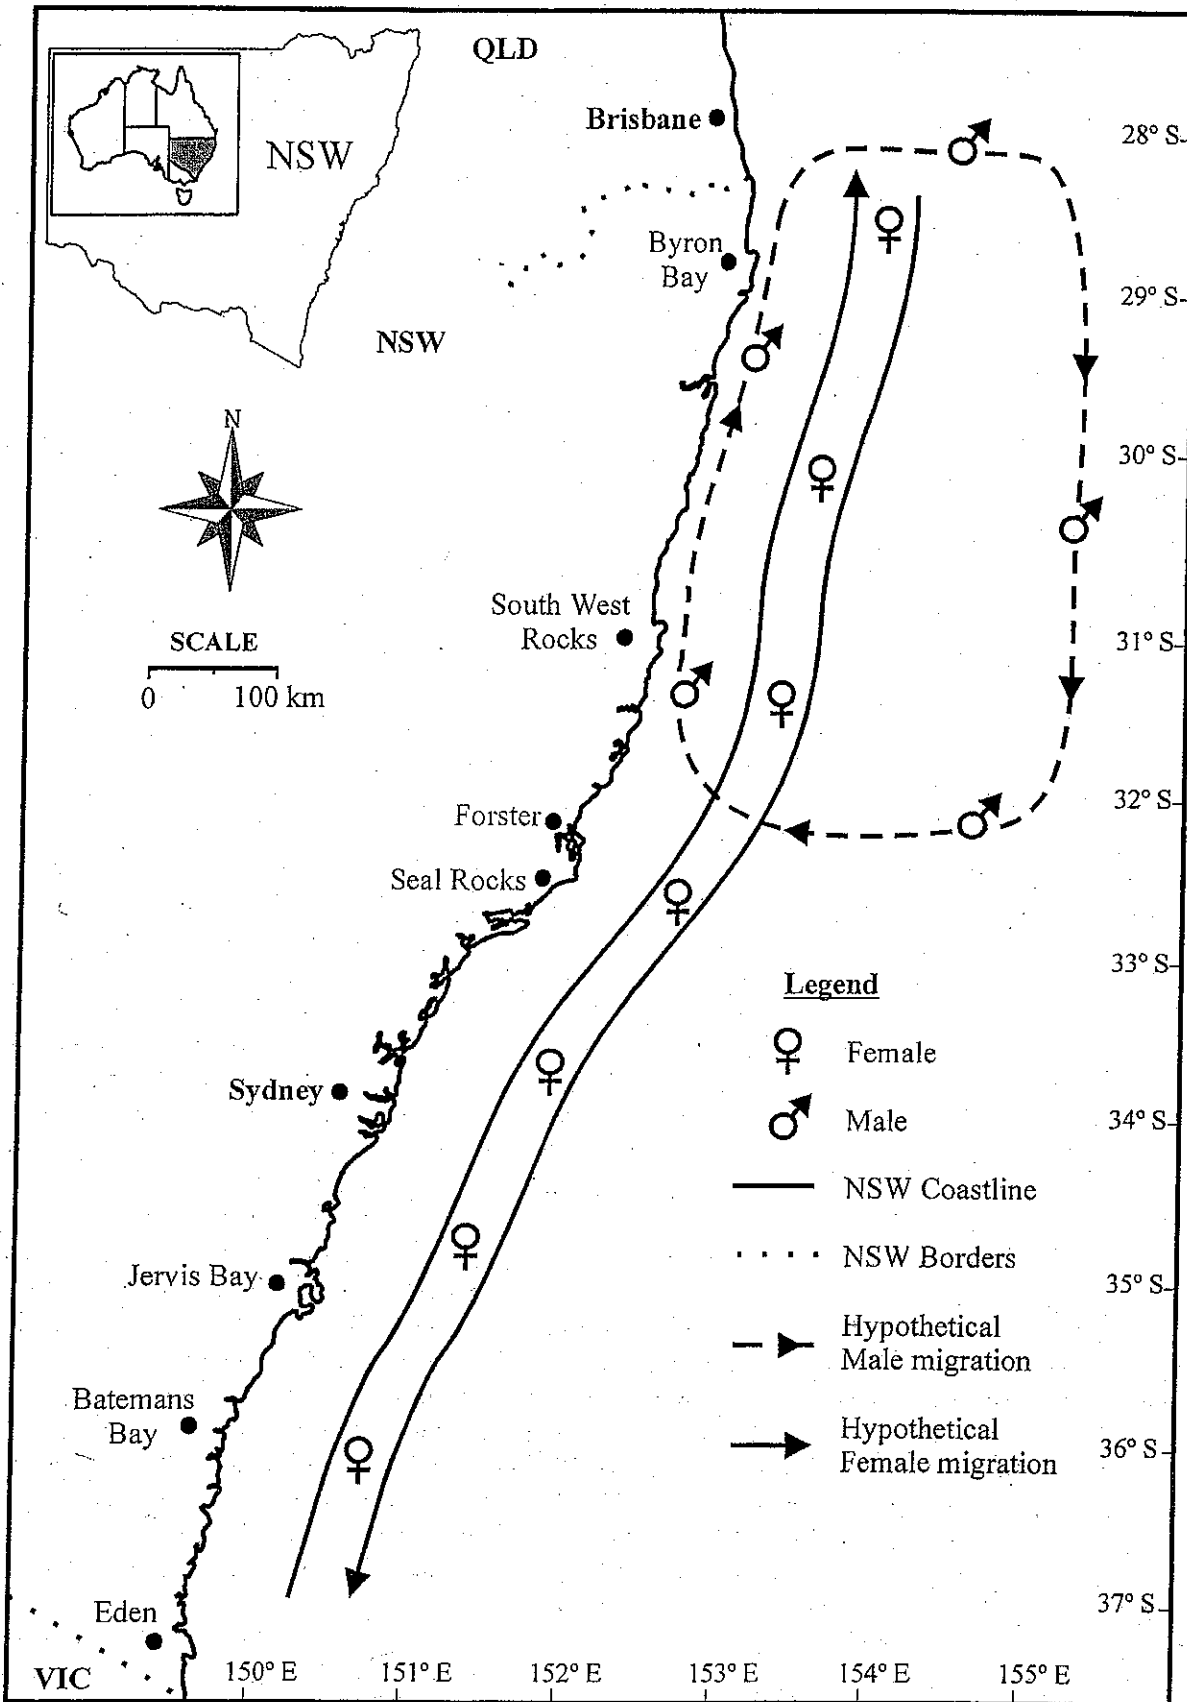 QLD
Brisbane
28° S
NSW
Byron
Bay
29° S
NSW
N
30° S
South West
Rocks
31° S
SCALE
0 100 km
Forster
32° S
Seal Rocks
33° S
Legend
Female
Sydney
Male
34° S
NSW Coastline
NSW Borders
Jervis Bay
35° S
Hypothetical
Male migration
Batemans
Bay
Hypothetical
Female migration
36° S
Eden
37° S
VIC
150° E 151° E 152° E 153° E 154° E 155° E